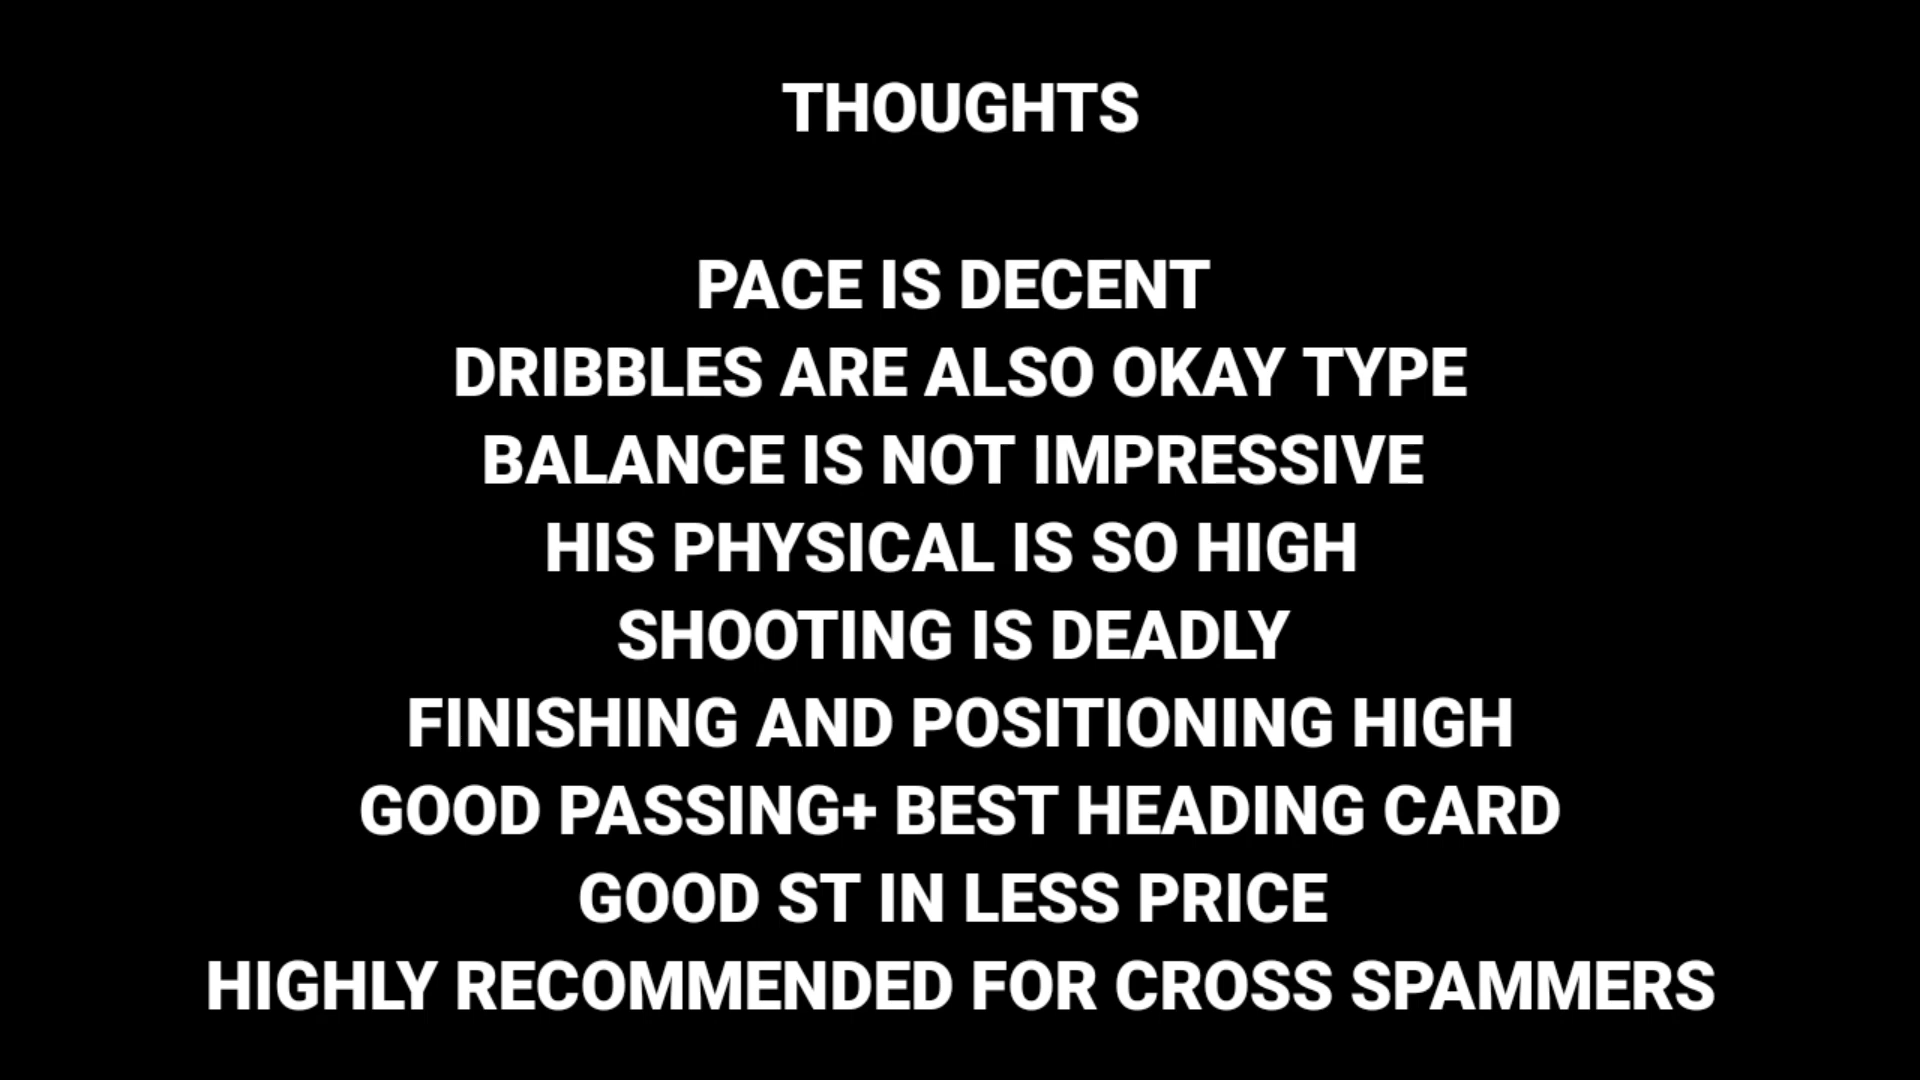 THOUGHTS
PACE IS DECENT
DRIBBLES ARE ALSO OKAY TYPE
BALANCE IS NOT IMPRESSIVE
HIS PHYSICAL IS SO HIGH
SHOOTING IS DEADLY
FINISHING AND POSITIONING HIGH
GOOD PASSING+ BEST HEADING CARD
GOOD ST IN LESS PRICE
HIGHLY RECOMMENDED FOR CROSS SPAMMERS